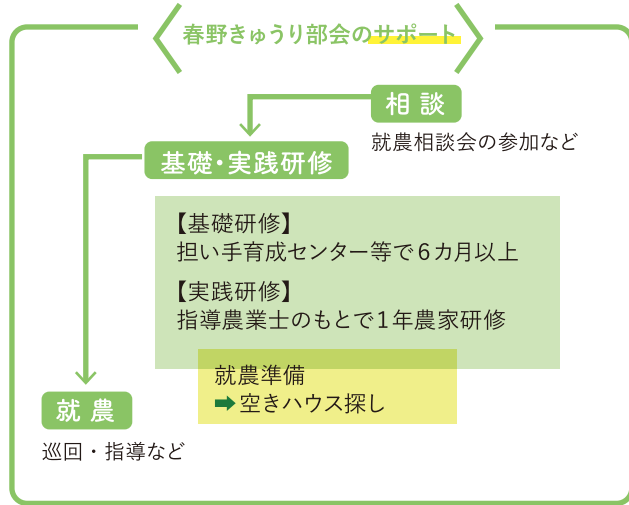 春野きゅうり部会のサポート
相談
就農相談会の参加など
基礎・実践研修
【基礎研修】
担い手育成センター等で6カ月以上
【実践研修】
指導農業士のもとで1年農家研修
就農準備
➡空きハウス探し
就農
巡回・指導など